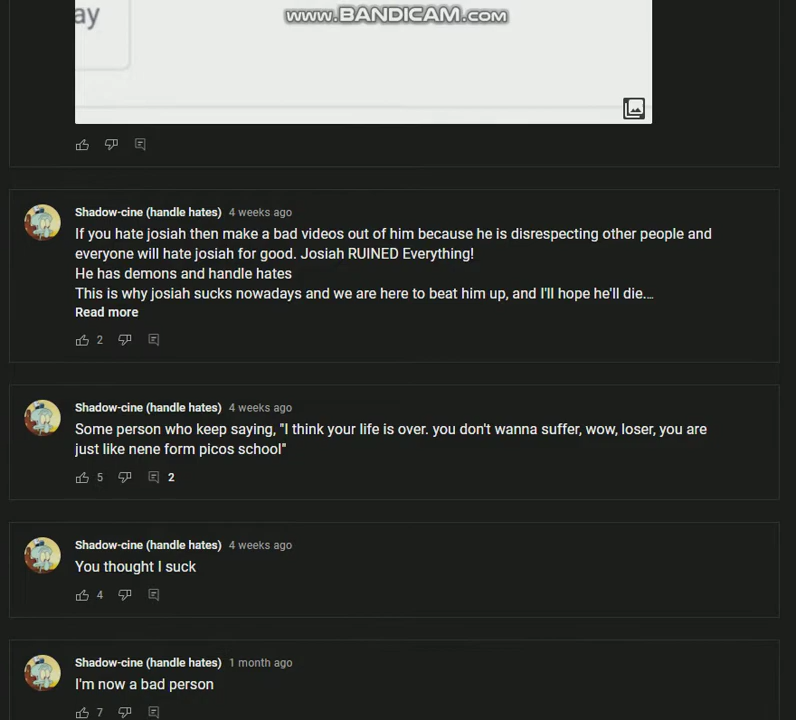 ay
www.BANDICAM.com
Shadow-cine (handle hates) 4 weeks ago
If you hate josiah then make a bad videos out of him because he is disrespecting other people and
everyone will hate josiah for good. Josiah RUINED Everything!
He has demons and handle hates
This is why josiah sucks nowadays and we are here to beat him up, and I'll hope he'll die....
Read more
2
Shadow-cine (handle hates) 4 weeks ago
Some person who keep saying, "I think your life is over. you don't wanna suffer, wow, loser, you are
just like nene form picos school"
5 2
Shadow-cine (handle hates) 4 weeks ago
You thought I suck
4
Shadow-cine (handle hates) 1 month ago
I'm now a bad person
7